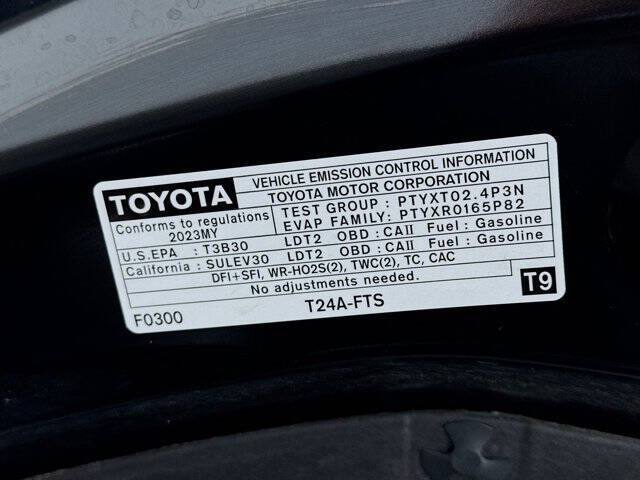 TOYOTA
VEHICLE EMISSION CONTROL INFORMATION
TOYOTA MOTOR CORPORATION
Conforms to regulations
2023MY
TEST GROUP : PTYXT02.4P3N
EVAP FAMILY: PTYXR0165P82
U.S.EPA : T3B30 LDT2 OBD : CAII Fuel : Gasoline
California : SULEV30 LDT2 OBD : CAII Fuel : Gasoline
DFI+SFI, WR-HO2S(2), TWC(2), TC, CAC
No adjustments needed.
F0300 T24A-FTS T9